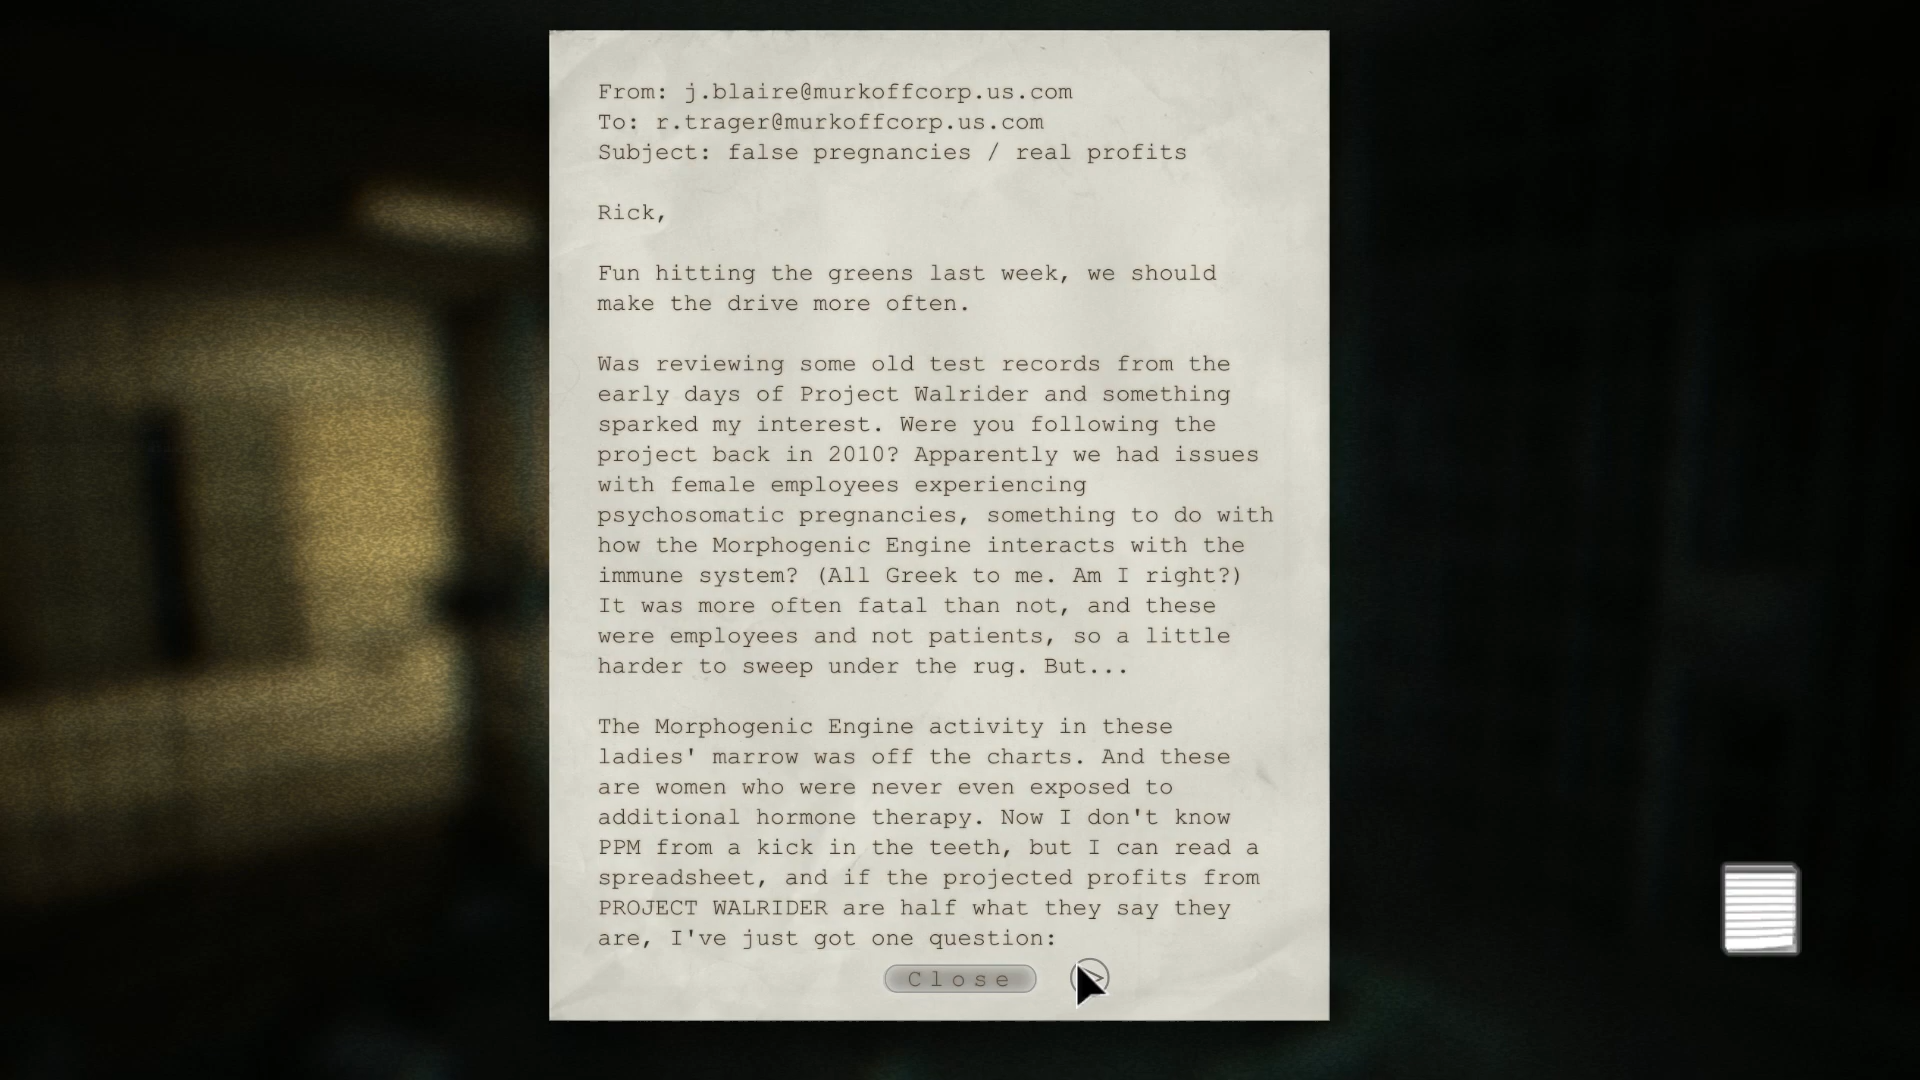 From: j.blaire@murkoffcorp.us.com
To: r.trager@murkoffcorp.us.com
Subject: false pregnancies / real profits
Rick,
Fun hitting the greens last week, we should
make the drive more often.
Was reviewing some old test records from the
early days of Project Walrider and something
sparked my interest. Were you following the
project back in 2010? Apparently we had issues
with female employees experiencing
psychosomatic pregnancies, something to do with
how the Morphogenic Engine interacts with the
immune system? (All Greek to me. Am I right?)
It was more often fatal than not, and these
were employees and not patients, so a little
harder to sweep under the rug. But...
The Morphogenic Engine activity in these
ladies' marrow was off the charts. And these
are women who were never even exposed to
additional hormone therapy. Now I don't know
PPM from a kick in the teeth, but I can read a
spreadsheet, and if the projected profits from
PROJECT WALRIDER are half what they say they
are, I've just got one question:
Close